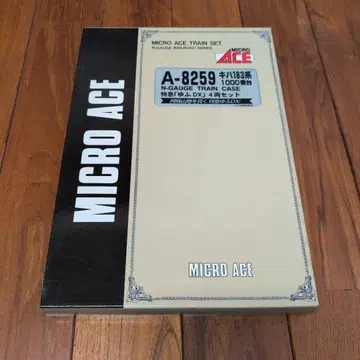 MICRO ACE TRAIN SET
N-GAUGE RAILROAD SERIES
MICRO
ACE
A-8259 キハ183系
1000番台
N-GAUGE TRAIN CASE
特急「ゆふDX」4両セット
MICRO ACE
MICRO ACE